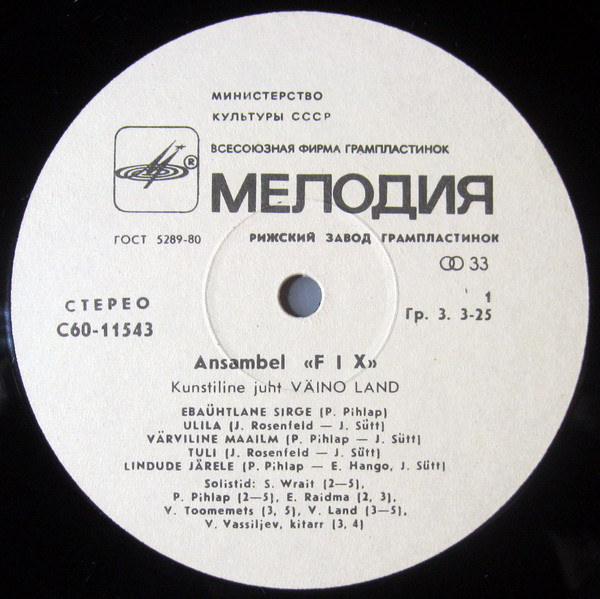 МИНИСТЕРСТВО
КУЛЬТУРЫ СССР
ВСЕСОЮЗНАЯ ФИРМА ГРАМПЛАСТИНОК
®
МЕЛОДИЯ
ГОСТ 5289-80
РИЖСКИЙ ЗАВОД ГРАМПЛАСТИНОК
33
СТЕРЕО
С60-11543
1
Гр. 3. 3-25
Ansambel «F I X»
Kunstiline juht VÄINO LAND
EBAÜHTLANE SIRGE (P. Pihlap)
ULILA (J. Rosenfeld — J. Sütt)
VÄRVILINE MAAILM (P. Pihlap — J. Sütt)
TULI (J. Rosenfeld — J. Sütt)
LINDUDE JÄRELE (P. Pihlap — E. Hango, J. Sütt)
Solistid: S. Wrait (2—5),
P. Pihlap (2—5), E. Raidma (2, 3),
V. Toomemets (3, 5), V. Land (3—5),
V. Vassiljev, kitarr (3, 4)